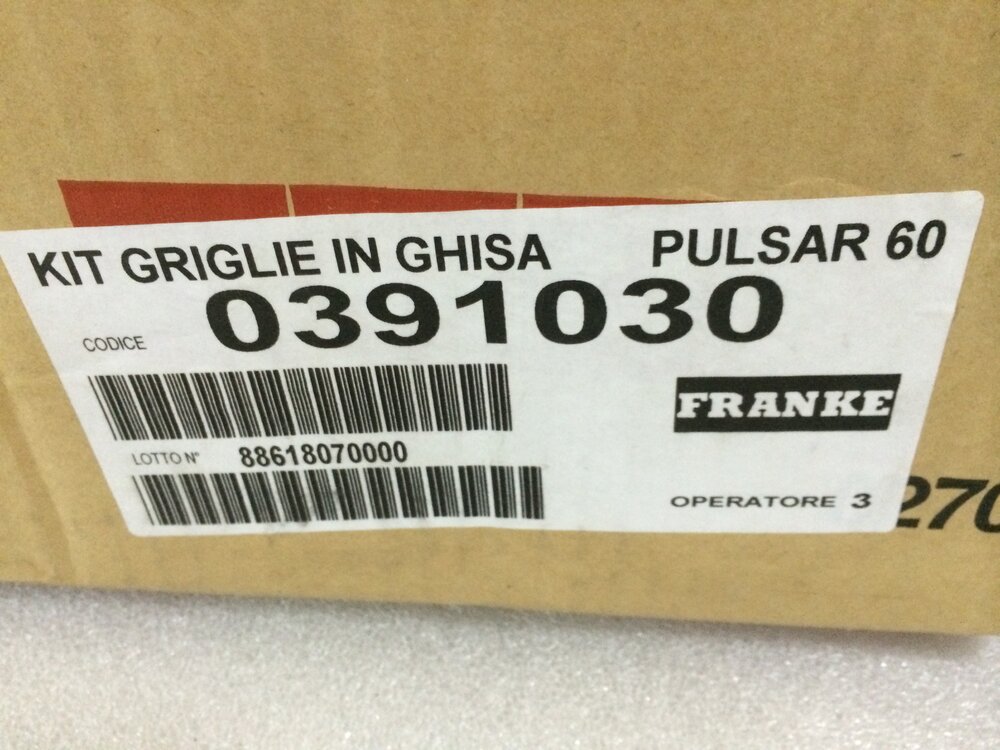 KIT GRIGLIE IN GHISA PULSAR 60
CODICE 0391030
FRANKE
LOTTO N° 88618070000
OPERATORE 3
270